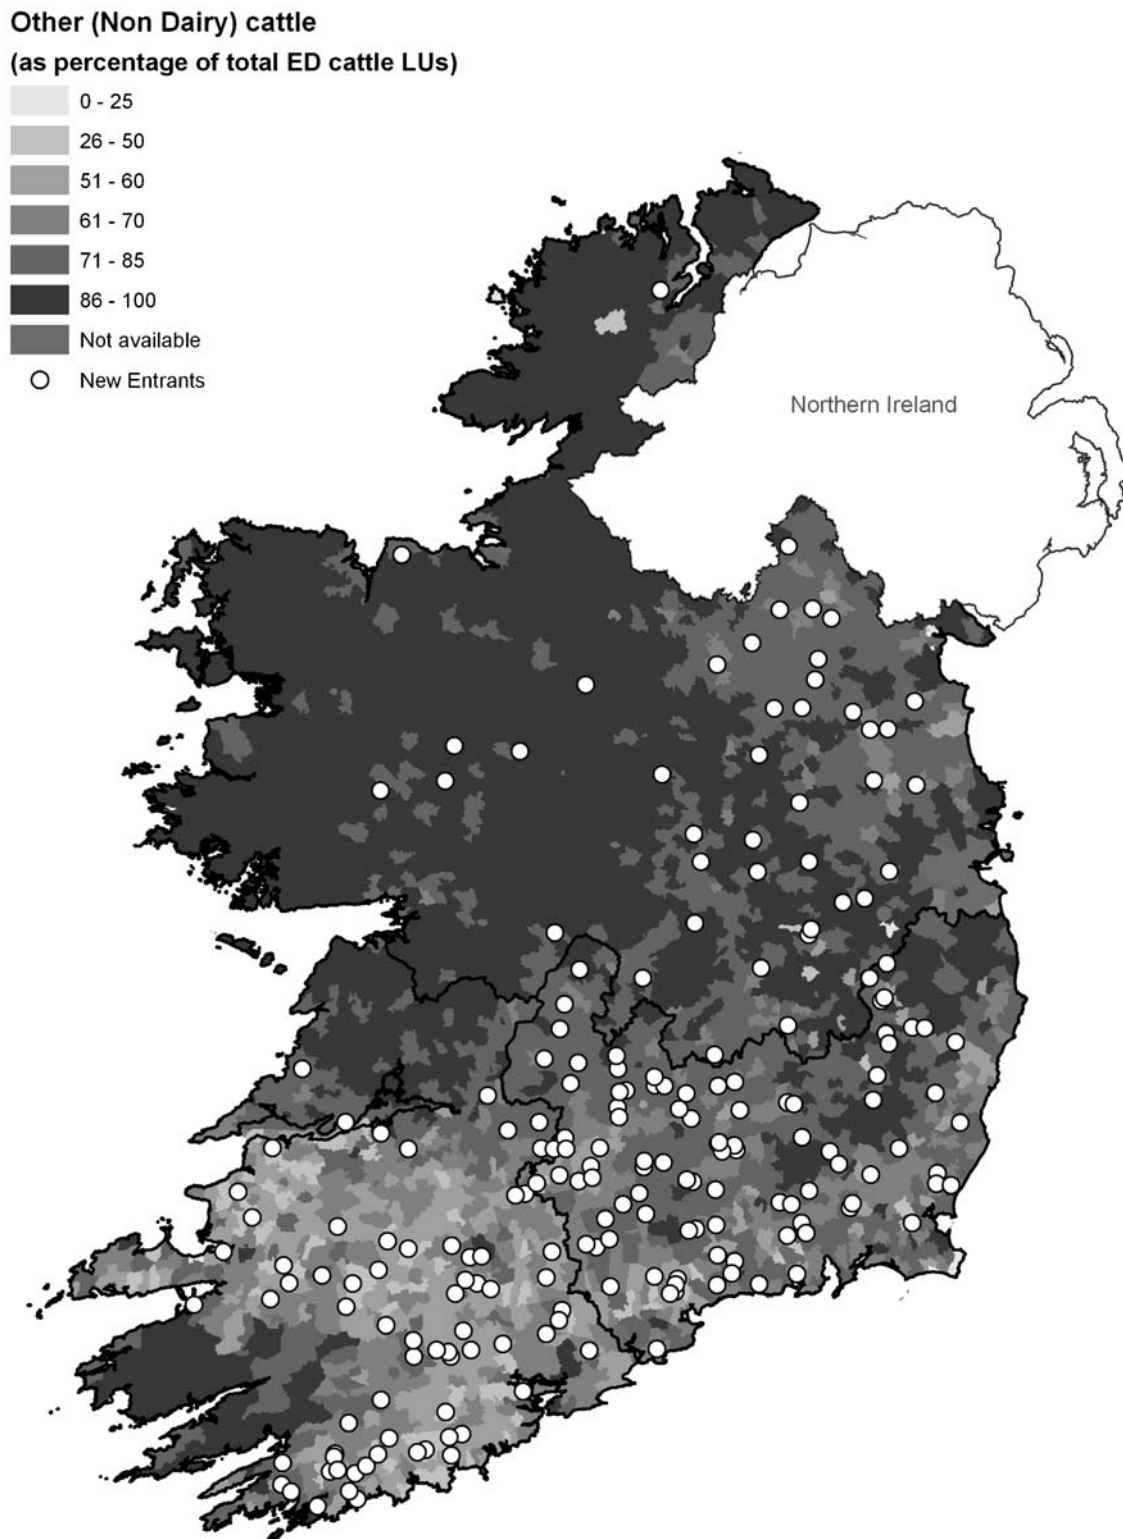 Other (Non Dairy) cattle
(as percentage of total ED cattle LUs)
0 - 25
26 - 50
51 - 60
61 - 70
71 - 85
86 - 100
Not available
New Entrants
Northern Ireland